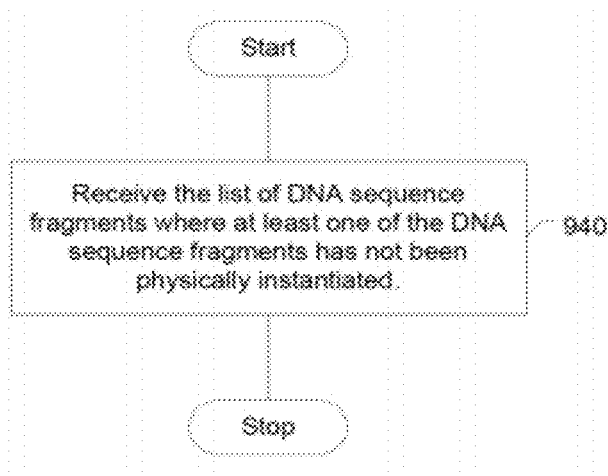 Start
Receive the list of DNA sequence
fragments where at least one of the DNA
sequence fragments has not been
physically instantiated.
940
Stop